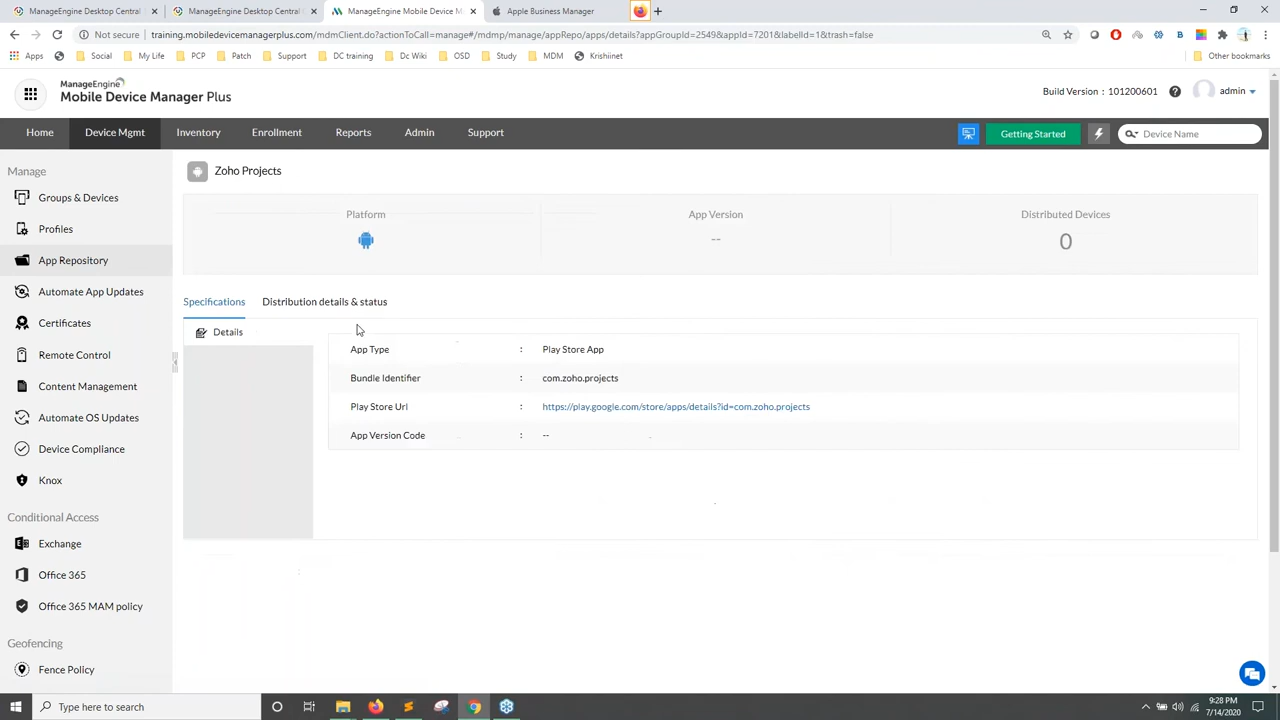 ManageEngine Desktop Central
ManageEngine Desktop Central
ManageEngine Mobile Device M
Apple Business Manager
Not secure
training.mobiledevicemanagerplus.com/mdmClient.do?actionToCall=manage#/mdmp/manage/appRepo/apps/details?appGroupId=2549&appId=7201&labelId=1&trash=false
Apps
Social
My Life
PCP
Patch
Support
DC training
Dc Wiki
OSD
Study
MDM
Krishiinet
Other bookmarks
ManageEngine
Mobile Device Manager Plus
Build Version : 101200601
admin
Home
Device Mgmt
Inventory
Enrollment
Reports
Admin
Support
Getting Started
Device Name
Manage
Groups & Devices
Profiles
App Repository
Automate App Updates
Certificates
Remote Control
Content Management
Automate OS Updates
Device Compliance
Knox
Conditional Access
Exchange
Office 365
Office 365 MAM policy
Geofencing
Fence Policy
Zoho Projects
Platform
App Version
--
Distributed Devices
0
Specifications
Distribution details & status
Details
App Type : Play Store App
Bundle Identifier : com.zoho.projects
Play Store Url : https://play.google.com/store/apps/details?id=com.zoho.projects
App Version Code : --
Type here to search
9:28 PM
7/14/2020